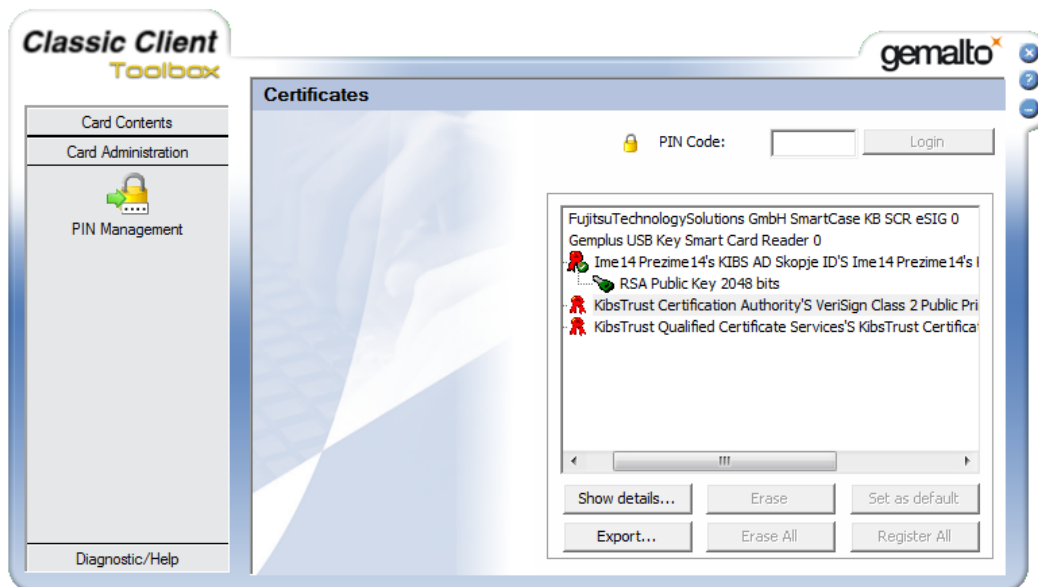 Classic Client
Toolbox
gemalto
Certificates
Card Contents
Card Administration
PIN Management
Diagnostic/Help
PIN Code:
Login
FujitsuTechnologySolutions GmbH SmartCase KB SCR eSIG 0
Gemplus USB Key Smart Card Reader 0
Ime14 Prezime14's KIBS AD Skopje ID'S Ime14 Prezime14's
RSA Public Key 2048 bits
KibsTrust Certification Authority'S VeriSign Class 2 Public Pri
KibsTrust Qualified Certificate Services'S KibsTrust Certifica
Show details...
Erase
Set as default
Export...
Erase All
Register All